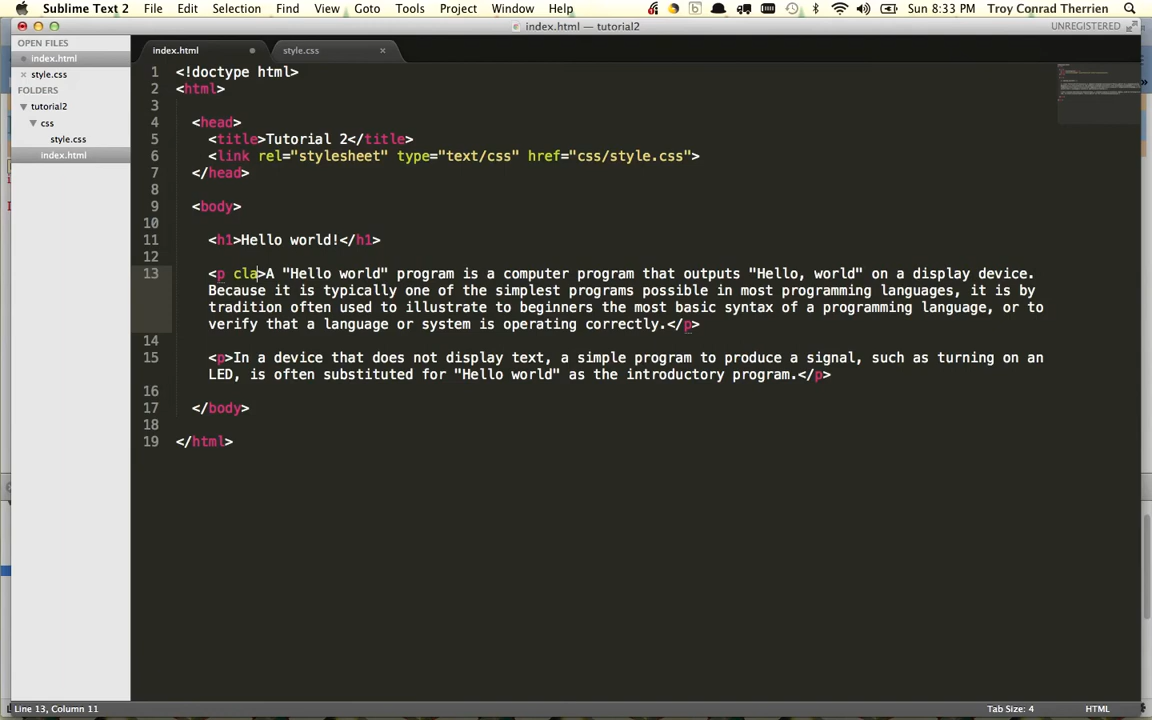 Sublime Text 2 File Edit Selection Find View Goto Tools Project Window Help Sun 8:33 PM Troy Conrad Therrien
index.html — tutorial2 UNREGISTERED
OPEN FILES
index.html
style.css
FOLDERS
tutorial2
css
style.css
index.html
index.html style.css
1 <!doctype html>
2 <html>
3
4 <head>
5 <title>Tutorial 2</title>
6 <link rel="stylesheet" type="text/css" href="css/style.css">
7 </head>
8
9 <body>
10
11 <h1>Hello world!</h1>
12
13 <p cla>A "Hello world" program is a computer program that outputs "Hello, world" on a display device.
Because it is typically one of the simplest programs possible in most programming languages, it is by
tradition often used to illustrate to beginners the most basic syntax of a programming language, or to
verify that a language or system is operating correctly.</p>
14
15 <p>In a device that does not display text, a simple program to produce a signal, such as turning on an
LED, is often substituted for "Hello world" as the introductory program.</p>
16
17 </body>
18
19 </html>
Line 13, Column 11 Tab Size: 4 HTML